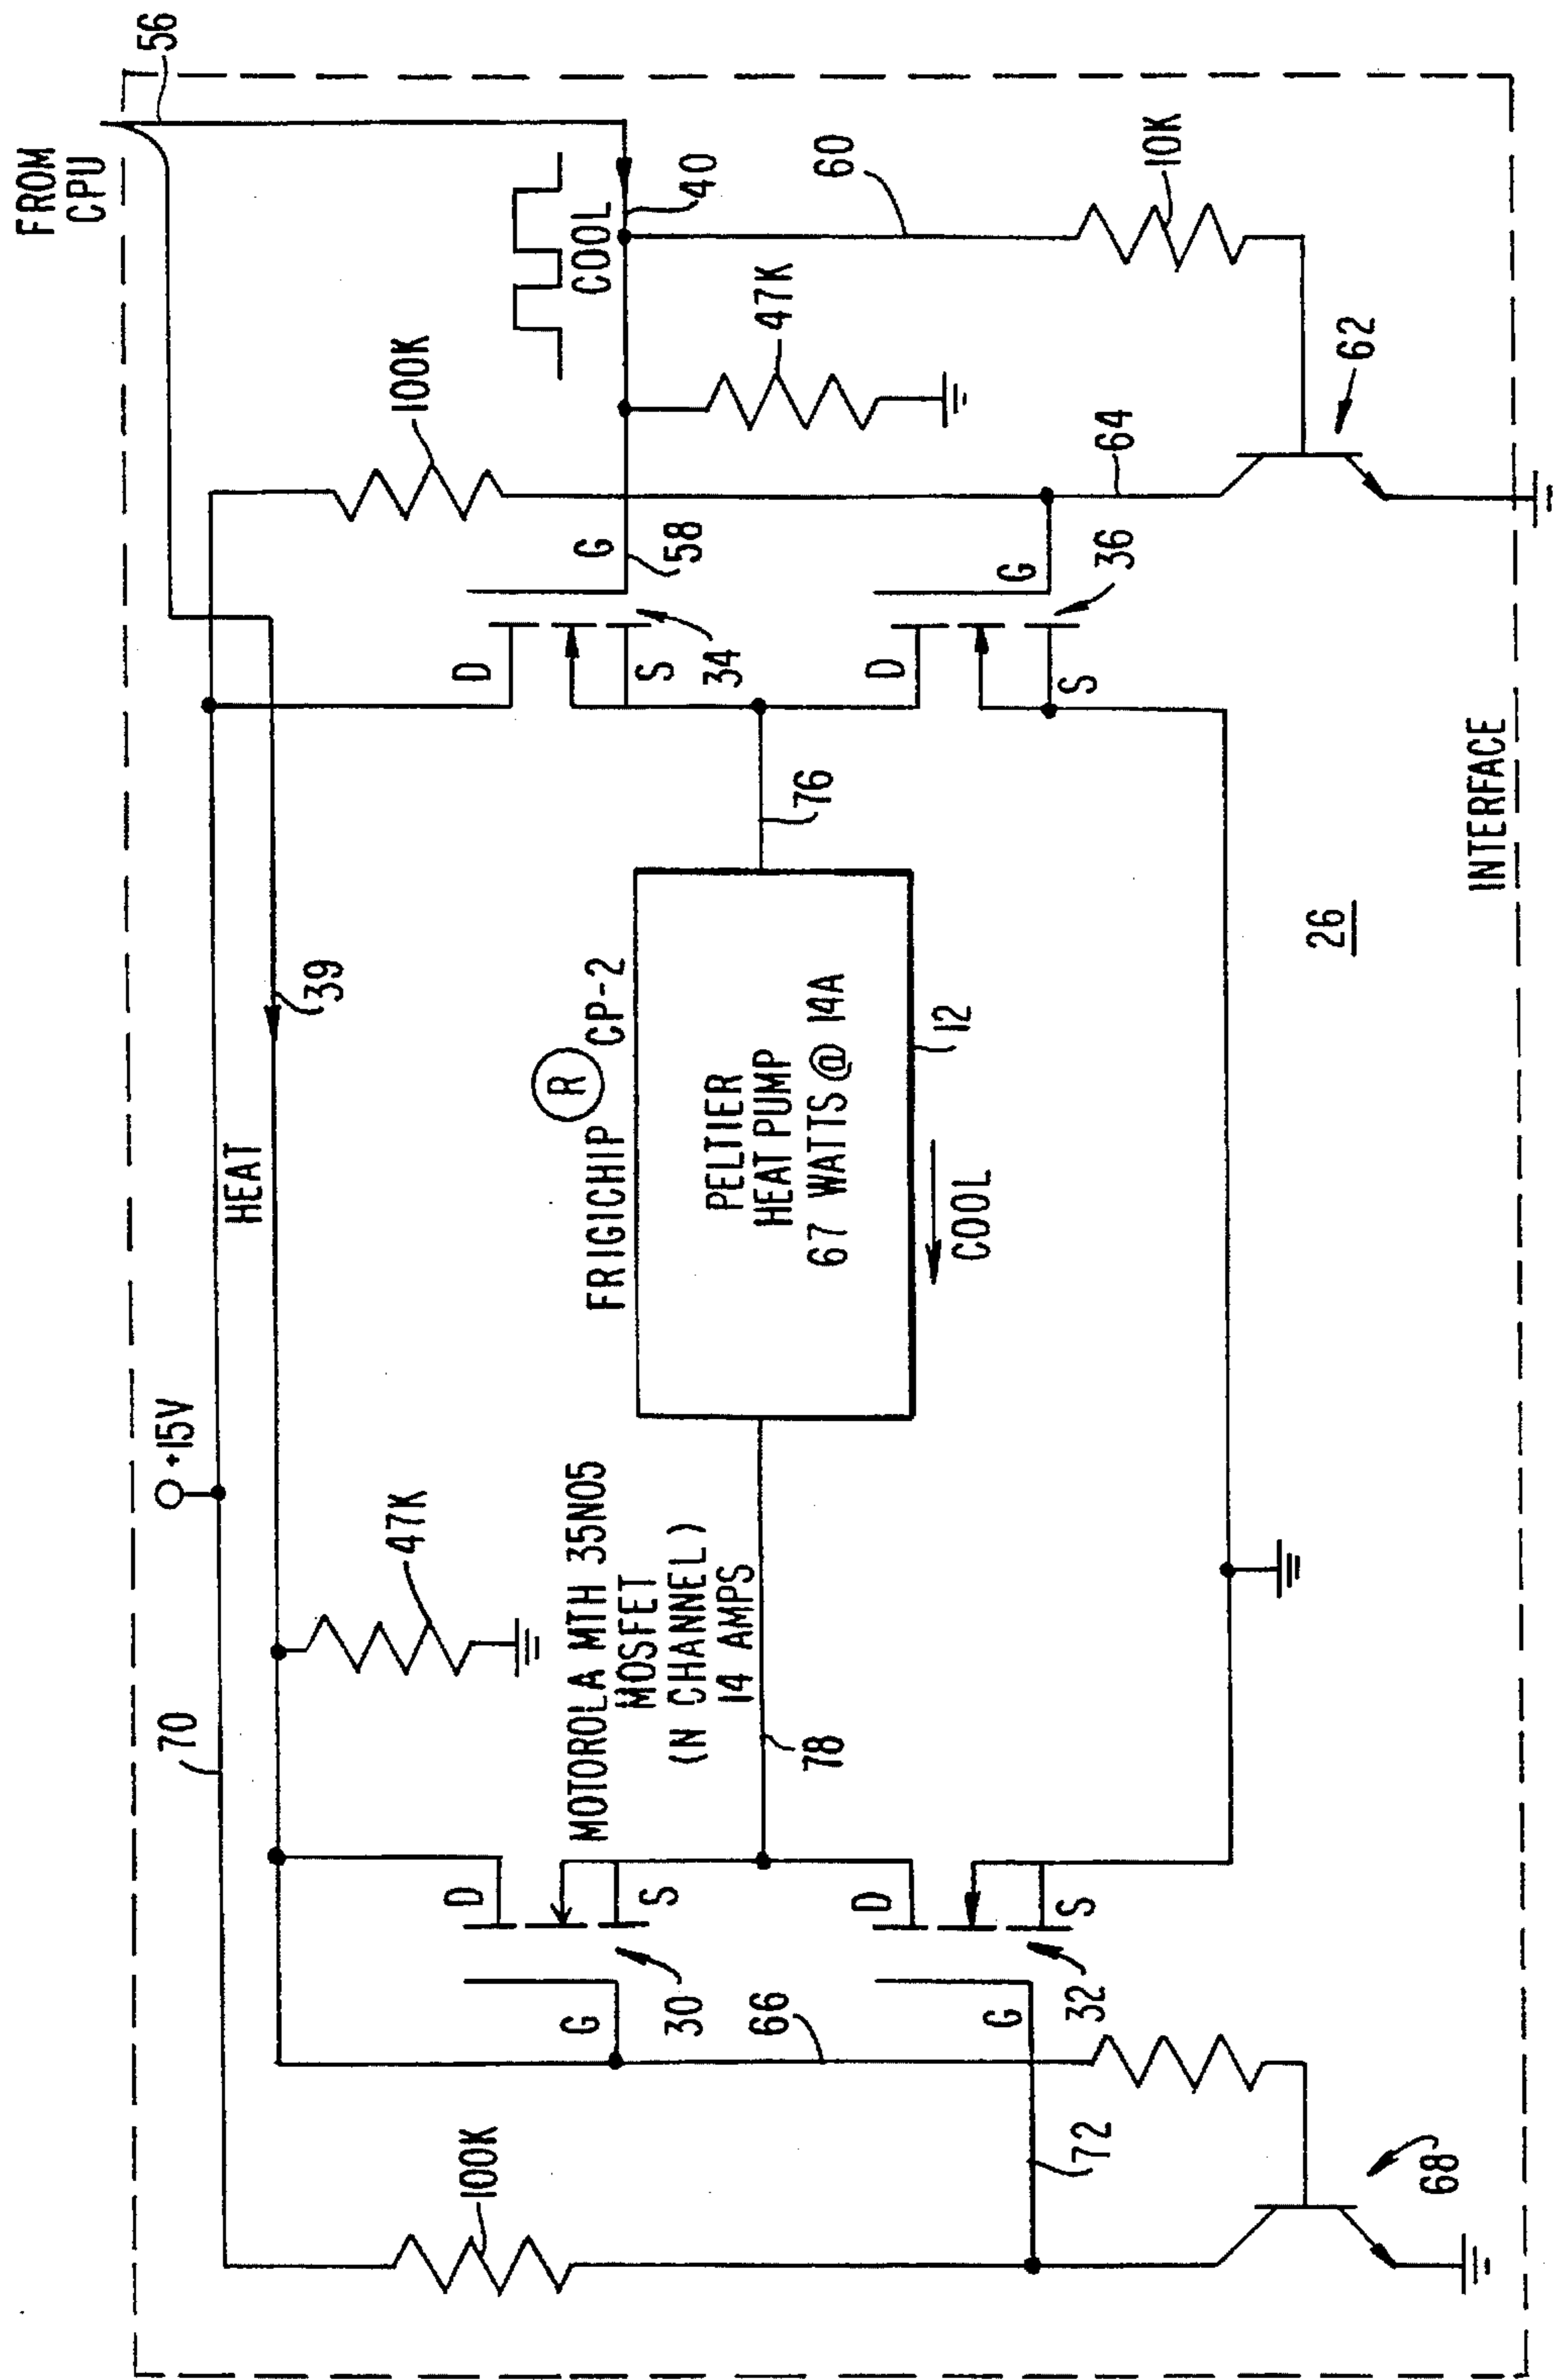 FROM
CPU
56
+15V
70
HEAT
39
100K
COOL
40
60
10K
47K
47K
100K
G
58
64
62
D
S
34
G
36
D
S
76
FRIGICHIP ® CP-2
PELTIER
HEAT PUMP
67 WATTS @ 14A
12
COOL
26
INTERFACE
MOTOROLA MTH 35N05
MOSFET
(N CHANNEL)
14 AMPS
78
D
S
G
30
66
D
S
G
32
72
68